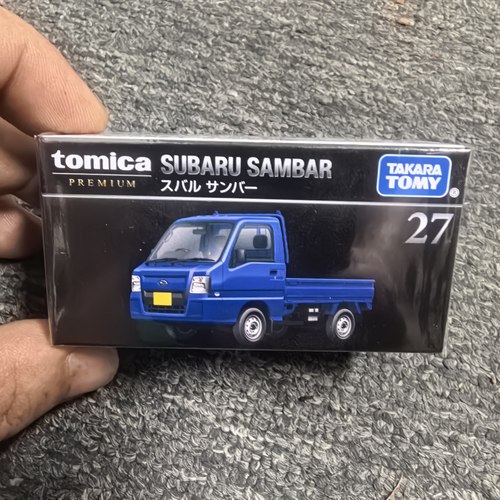 tomica
PREMIUM
SUBARU SAMBAR
スバル サンバー
TAKARA
TOMY
®
27